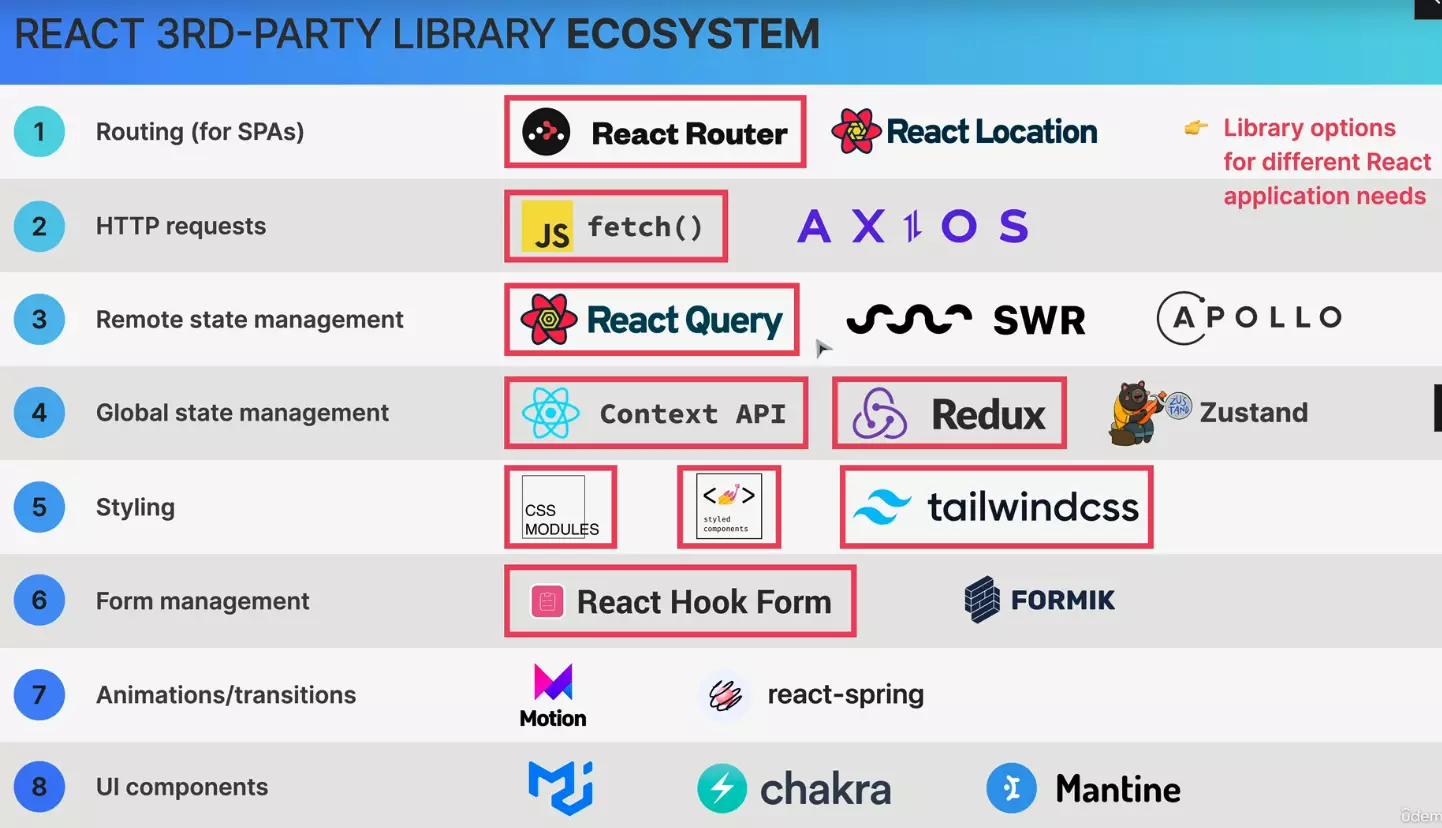 REACT 3RD-PARTY LIBRARY ECOSYSTEM
1 Routing (for SPAs) React Router React Location
👉 Library options
for different React
application needs
2 HTTP requests JS fetch() AXIOS
3 Remote state management React Query SWR APOLLO
4 Global state management Context API Redux ZUS TAND Zustand
5 Styling
CSS
MODULES
< >
styled
components
tailwindcss
6 Form management React Hook Form FORMIK
7 Animations/transitions Motion react-spring
8 UI components chakra Mantine